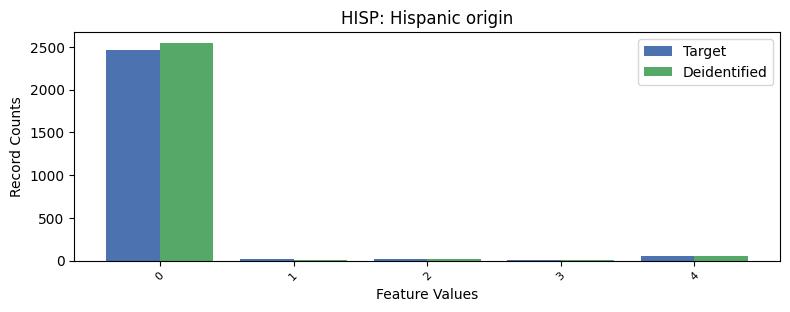 HISP: Hispanic origin
Target
Deidentified
Record Counts
2500
2000
1500
1000
500
0
0 1 2 3 4
Feature Values